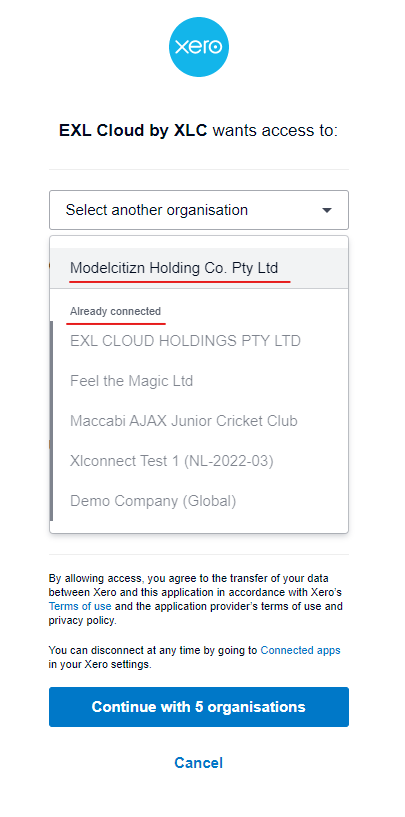 xero
EXL Cloud by XLC wants access to:
Select another organisation
Modelcitizn Holding Co. Pty Ltd
Already connected
EXL CLOUD HOLDINGS PTY LTD
Feel the Magic Ltd
Maccabi AJAX Junior Cricket Club
Xlconnect Test 1 (NL-2022-03)
Demo Company (Global)
By allowing access, you agree to the transfer of your data
between Xero and this application in accordance with Xero's
Terms of use and the application provider's terms of use and
privacy policy.
You can disconnect at any time by going to Connected apps
in your Xero settings.
Continue with 5 organisations
Cancel